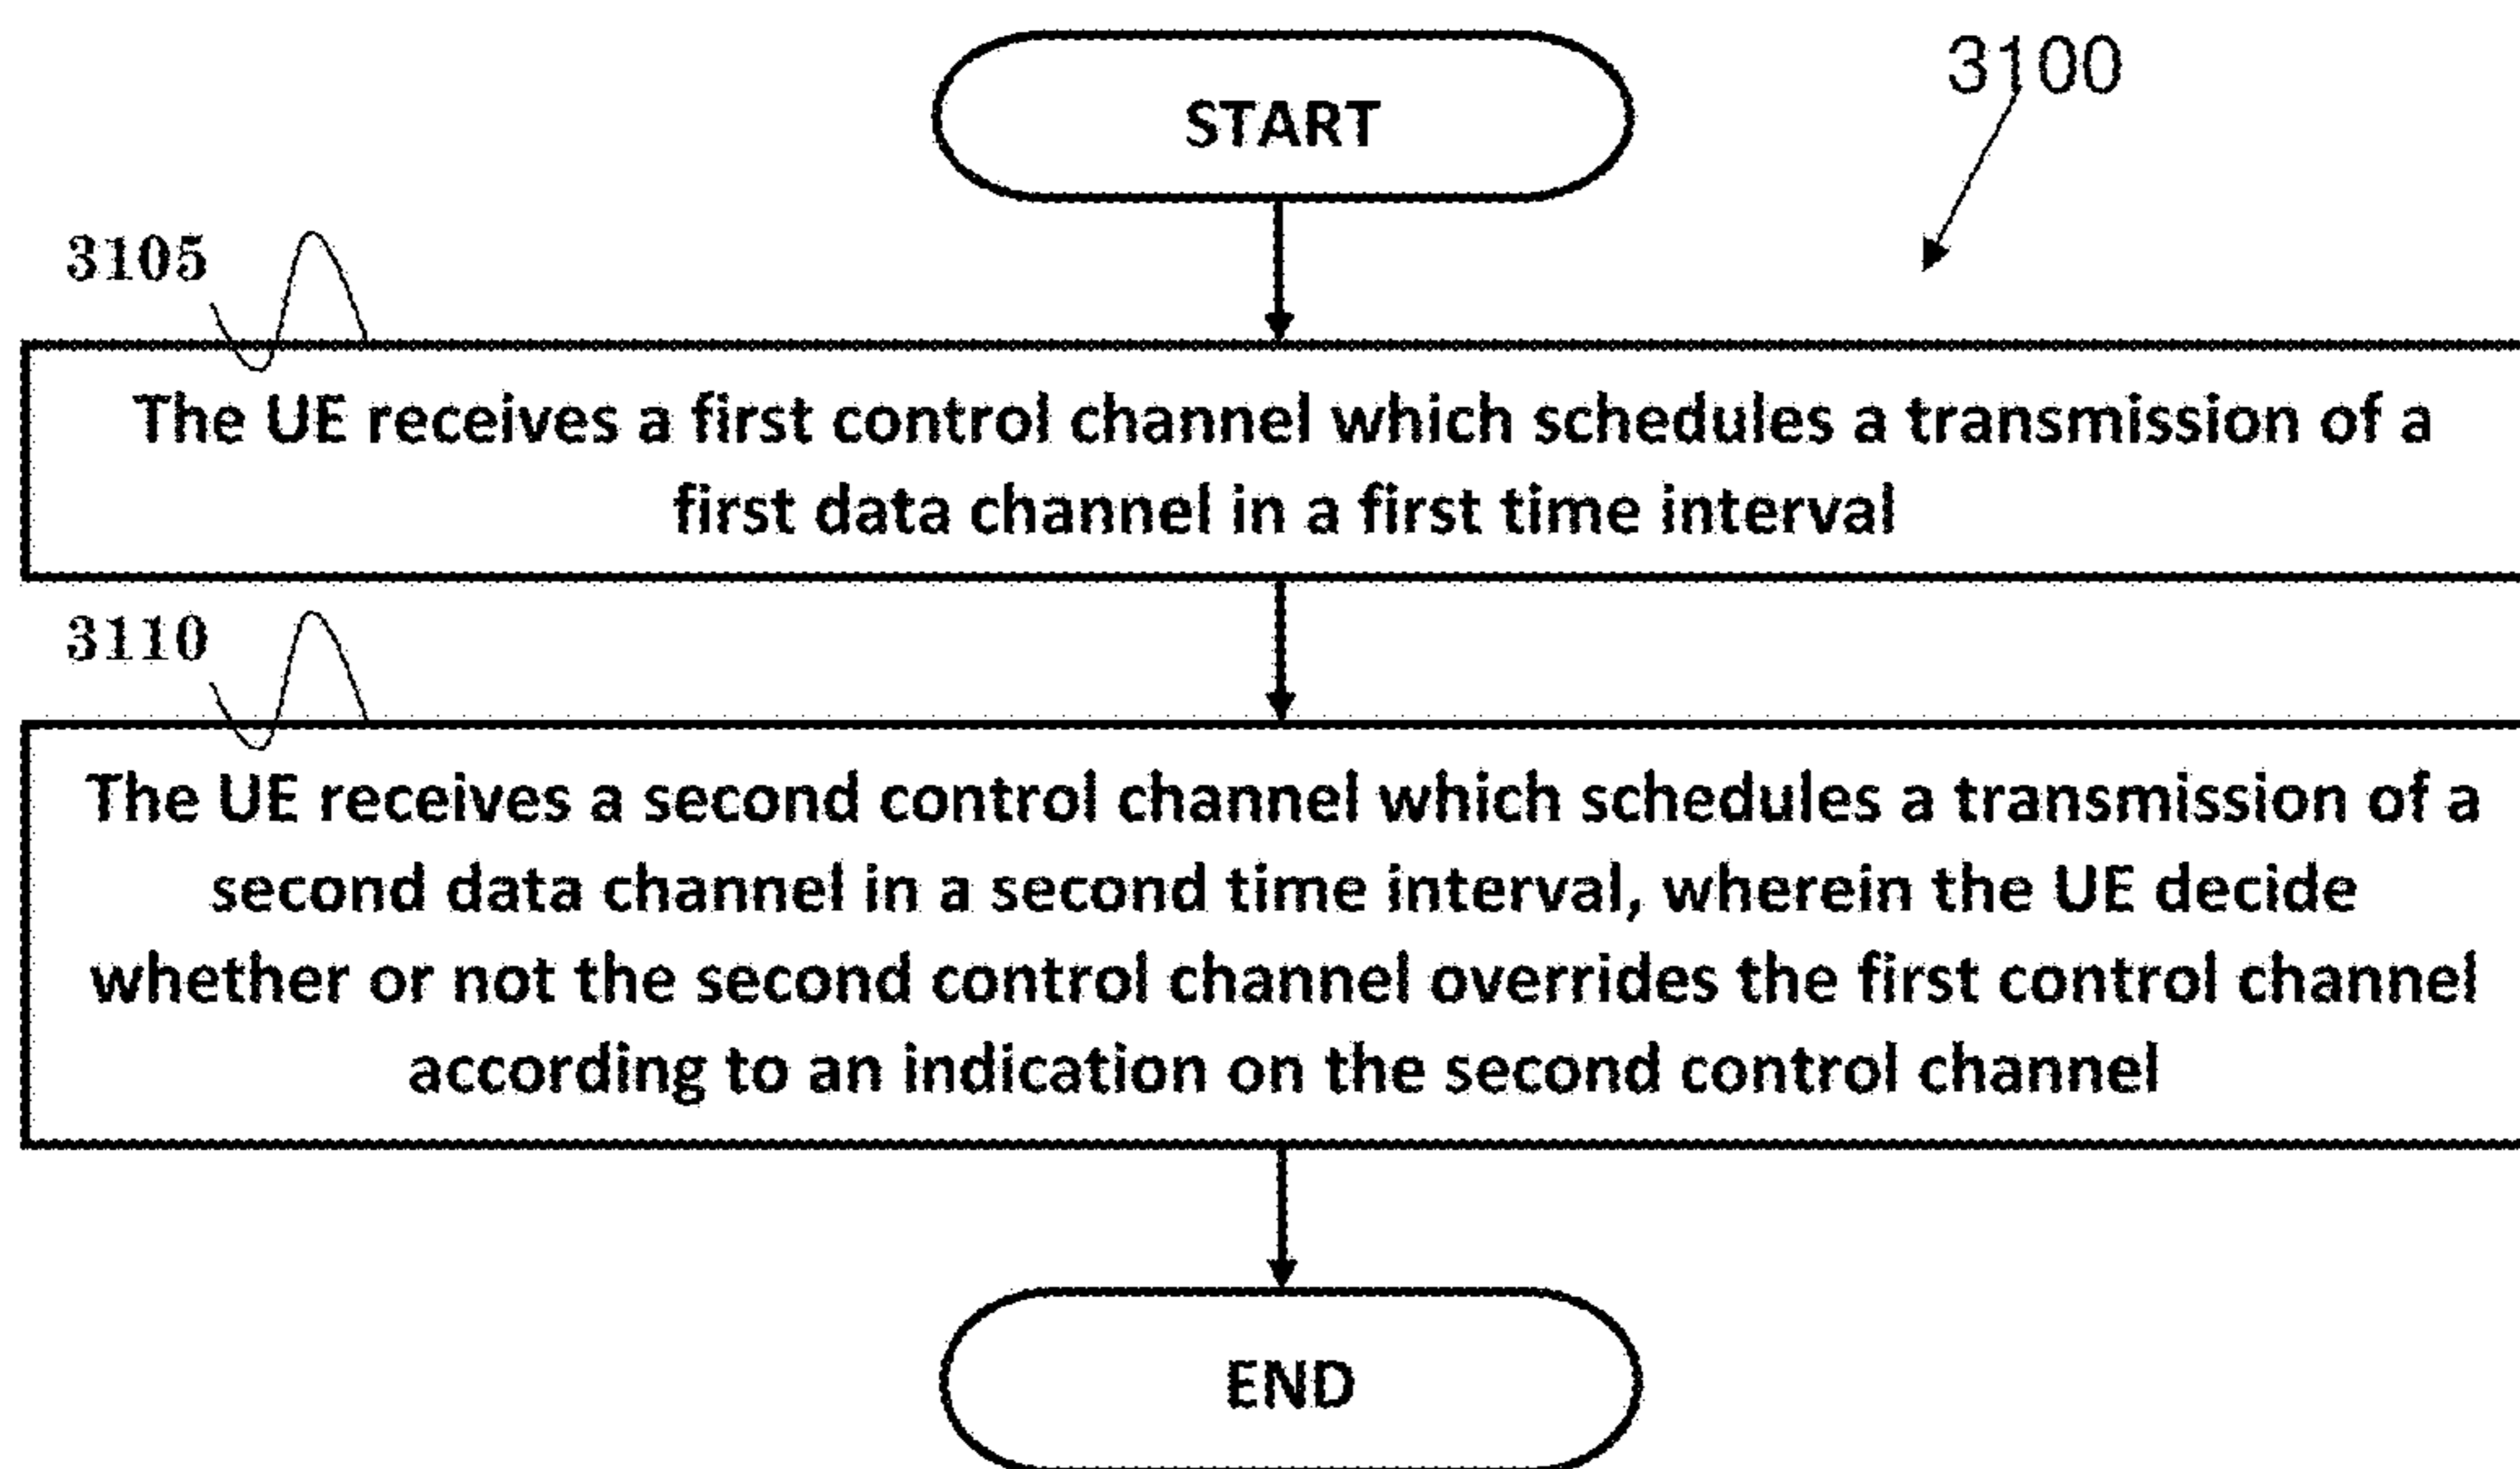 START
3100
3105
The UE receives a first control channel which schedules a transmission of a
first data channel in a first time interval
3110
The UE receives a second control channel which schedules a transmission of a
second data channel in a second time interval, wherein the UE decide
whether or not the second control channel overrides the first control channel
according to an indication on the second control channel
END